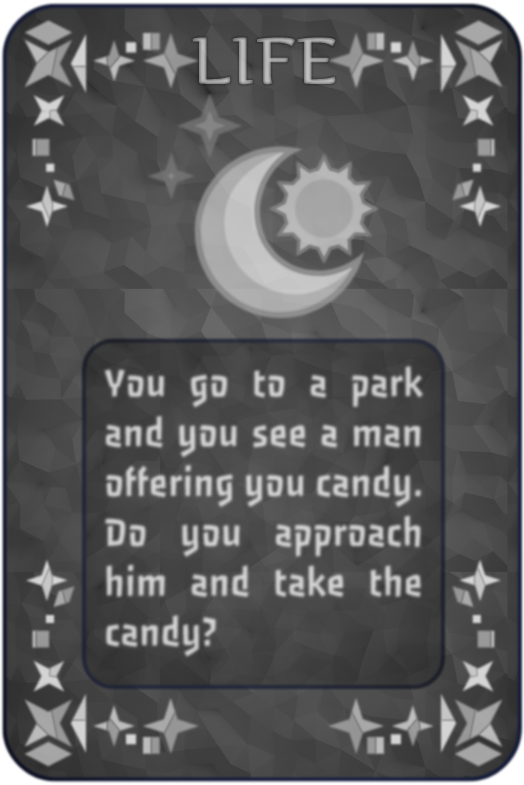 LIFE
You go to a park
and you see a man
offering you candy.
Do you approach
him and take the
candy?